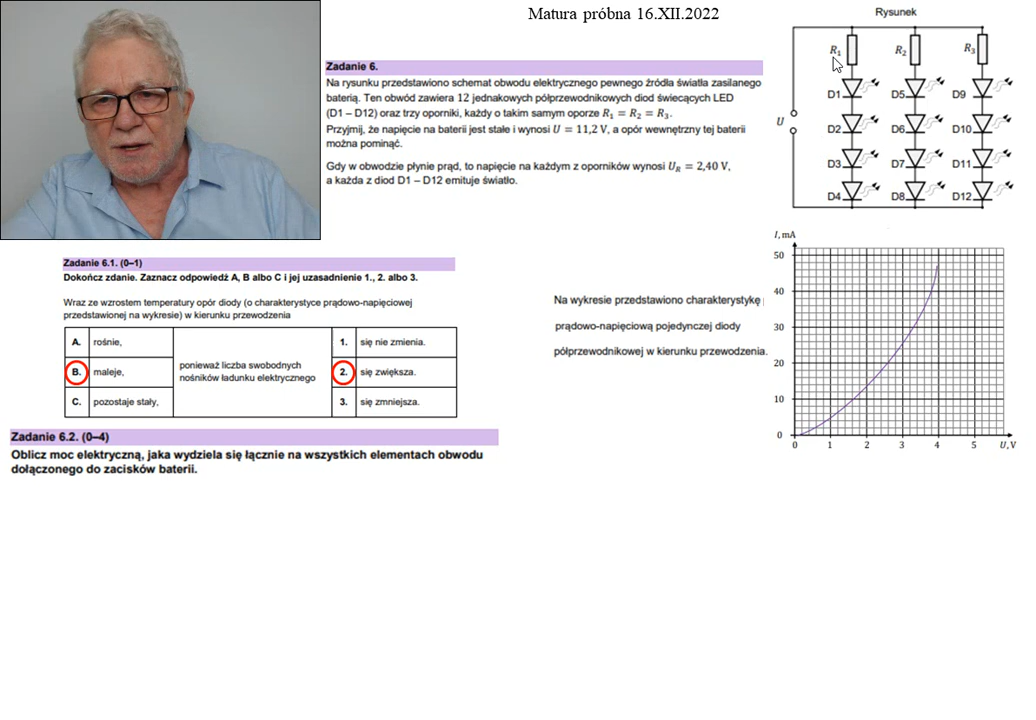 Matura próbna 16.XII.2022
Rysunek
Zadanie 6.
Na rysunku przedstawiono schemat obwodu elektrycznego pewnego źródła światła zasilanego
baterią. Ten obwód zawiera 12 jednakowych półprzewodnikowych diod świecących LED
(D1 – D12) oraz trzy oporniki, każdy o takim samym oporze R₁ = R₂ = R₃.
Przyjmij, że napięcie na baterii jest stałe i wynosi U = 11,2 V, a opór wewnętrzny tej baterii
można pominąć.
Gdy w obwodzie płynie prąd, to napięcie na każdym z oporników wynosi U_R = 2,40 V,
a każda z diod D1 – D12 emituje światło.
R₁ R₂ R₃
D1 D5 D9
U
D2 D6 D10
D3 D7 D11
D4 D8 D12
Zadanie 6.1. (0–1)
Dokończ zdanie. Zaznacz odpowiedź A, B albo C i jej uzasadnienie 1., 2. albo 3.
Wraz ze wzrostem temperatury opór diody (o charakterystyce prądowo-napięciowej
przedstawionej na wykresie) w kierunku przewodzenia
A. rośnie,
B. maleje,
C. pozostaje stały,
ponieważ liczba swobodnych
nośników ładunku elektrycznego
1. się nie zmienia.
2. się zwiększa.
3. się zmniejsza.
Na wykresie przedstawiono charakterystykę
prądowo-napięciową pojedynczej diody
półprzewodnikowej w kierunku przewodzenia.
I, mA
50
40
30
20
10
0
0 1 2 3 4 5 U, V
Zadanie 6.2. (0–4)
Oblicz moc elektryczną, jaka wydziela się łącznie na wszystkich elementach obwodu
dołączonego do zacisków baterii.